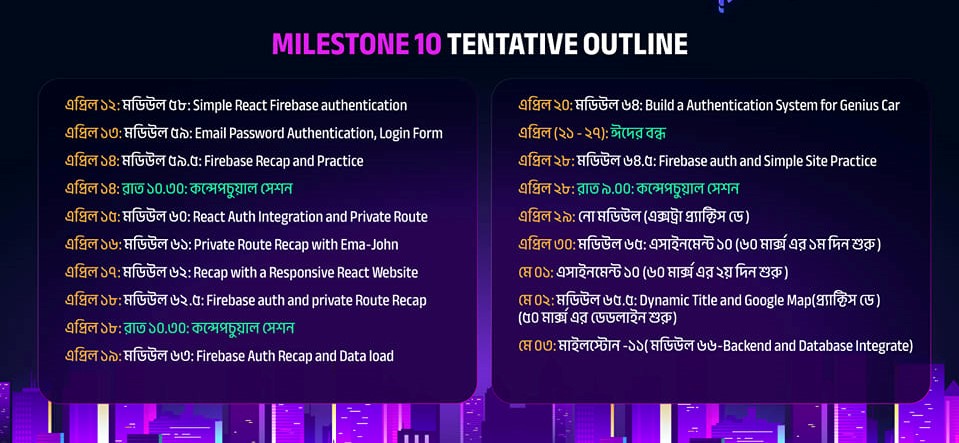 MILESTONE 10 TENTATIVE OUTLINE
এপ্রিল ১২: মডিউল ৫৮: Simple React Firebase authentication
এপ্রিল ১৩: মডিউল ৫৯: Email Password Authentication, Login Form
এপ্রিল ১৪: মডিউল ৫৯.৫: Firebase Recap and Practice
এপ্রিল ১৪: রাত ১০.৩০: কন্সেপচুয়াল সেশন
এপ্রিল ১৫: মডিউল ৬০: React Auth Integration and Private Route
এপ্রিল ১৬: মডিউল ৬১: Private Route Recap with Ema-John
এপ্রিল ১৭: মডিউল ৬২: Recap with a Responsive React Website
এপ্রিল ১৮: মডিউল ৬২.৫: Firebase auth and private Route Recap
এপ্রিল ১৮: রাত ১০.৩০: কন্সেপচুয়াল সেশন
এপ্রিল ১৯: মডিউল ৬৩: Firebase Auth Recap and Data load
এপ্রিল ২০: মডিউল ৬৪: Build a Authentication System for Genius Car
এপ্রিল (২১ - ২৭): ঈদের বন্ধ
এপ্রিল ২৮: মডিউল ৬৪.৫: Firebase auth and Simple Site Practice
এপ্রিল ২৮: রাত ৯.০০: কন্সেপচুয়াল সেশন
এপ্রিল ২৯: নো মডিউল (এক্সট্রা প্র্যাক্টিস ডে )
এপ্রিল ৩০: মডিউল ৬৫: এসাইনমেন্ট ১০ (৬০ মার্ক্স এর ১ম দিন শুরু )
মে ০১: এসাইনমেন্ট ১০ (৬০ মার্ক্স এর ২য় দিন শুরু )
মে ০২: মডিউল ৬৫.৫: Dynamic Title and Google Map(প্র্যাক্টিস ডে )
(৫০ মার্ক্স এর ডেডলাইন শুরু)
মে ০৩: মাইলস্টোন -১১( মডিউল ৬৬-Backend and Database Integrate)